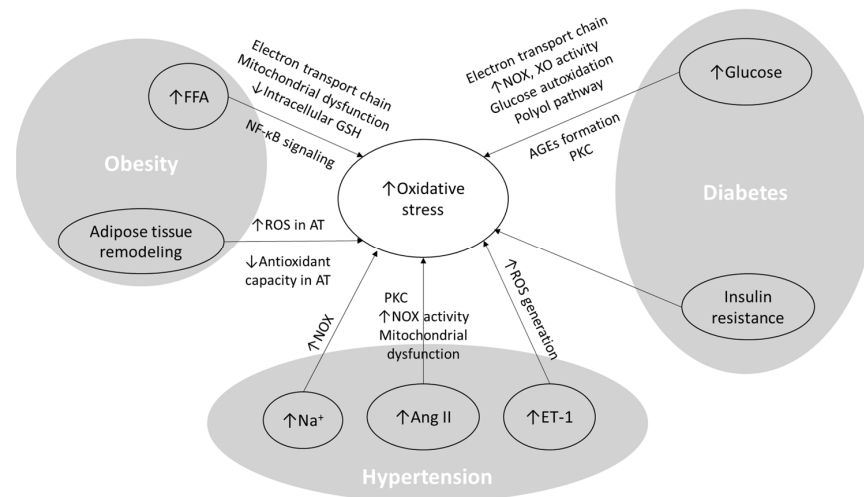 Electron transport chain
Mitochondrial dysfunction
↓Intracellular GSH
NF-κB signaling
Electron transport chain
↑NOX, XO activity
Glucose autoxidation
Polyol pathway
AGEs formation
PKC
↑FFA
Obesity
Adipose tissue
remodeling
↑Glucose
Diabetes
Insulin
resistance
↑Oxidative
stress
↑ROS in AT
↓Antioxidant
capacity in AT
↑NOX
PKC
↑NOX activity
Mitochondrial
dysfunction
↑ROS generation
↑Na⁺
↑Ang II
↑ET-1
Hypertension